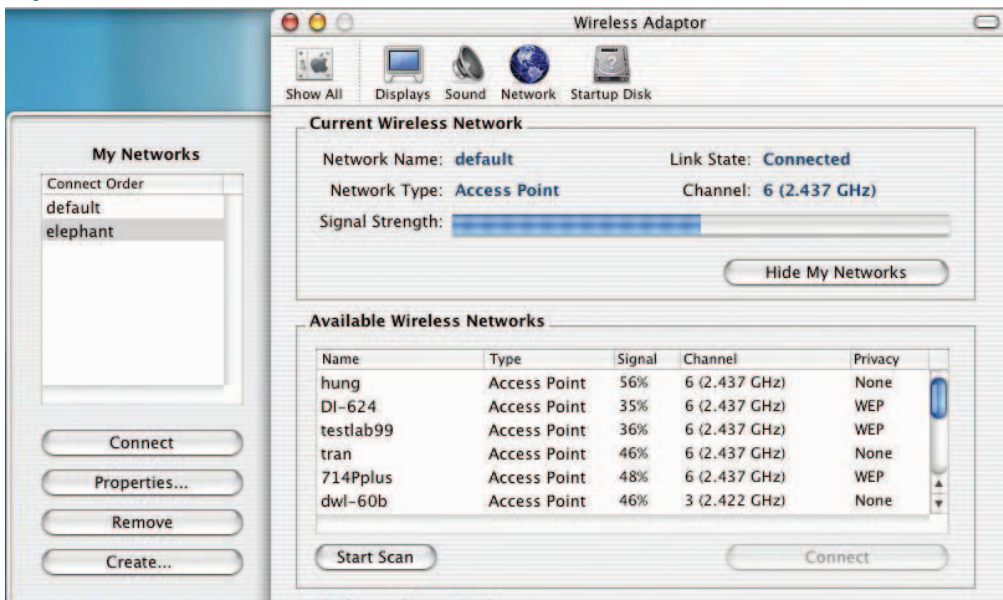 Wireless Adaptor
Show All Displays Sound Network Startup Disk
My Networks
Connect Order
default
elephant
Connect
Properties...
Remove
Create...
Current Wireless Network
Network Name: default Link State: Connected
Network Type: Access Point Channel: 6 (2.437 GHz)
Signal Strength:
Hide My Networks
Available Wireless Networks
Name Type Signal Channel Privacy
hung Access Point 56% 6 (2.437 GHz) None
DI-624 Access Point 35% 6 (2.437 GHz) WEP
testlab99 Access Point 36% 6 (2.437 GHz) WEP
tran Access Point 46% 6 (2.437 GHz) None
714Pplus Access Point 48% 6 (2.437 GHz) WEP
dwl-60b Access Point 46% 3 (2.422 GHz) None
Start Scan Connect